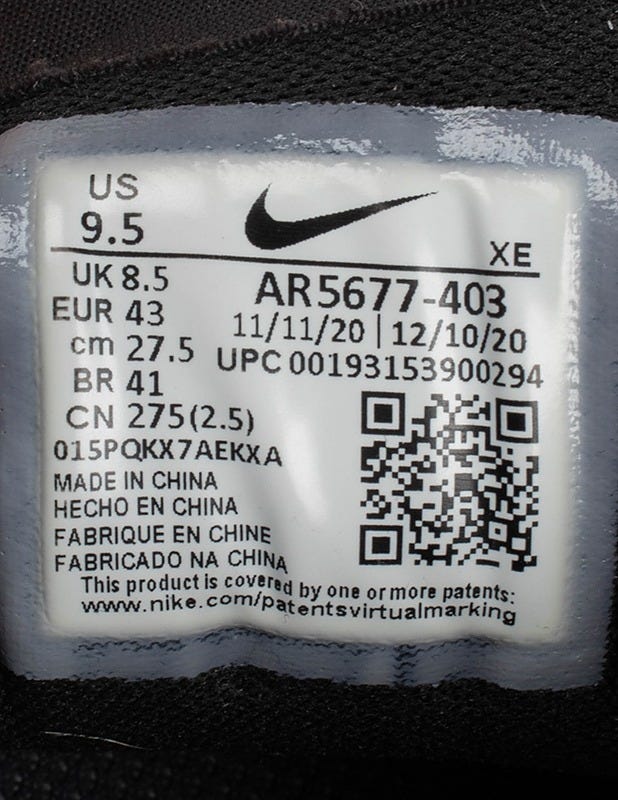 US
9.5
XE
UK 8.5
EUR 43
cm 27.5
BR 41
CN 275(2.5)
AR5677-403
11/11/20 | 12/10/20
UPC 00193153900294
015PQKX7AEKXA
MADE IN CHINA
HECHO EN CHINA
FABRIQUE EN CHINE
FABRICADO NA CHINA
This product is covered by one or more patents:
www.nike.com/patentsvirtualmarking